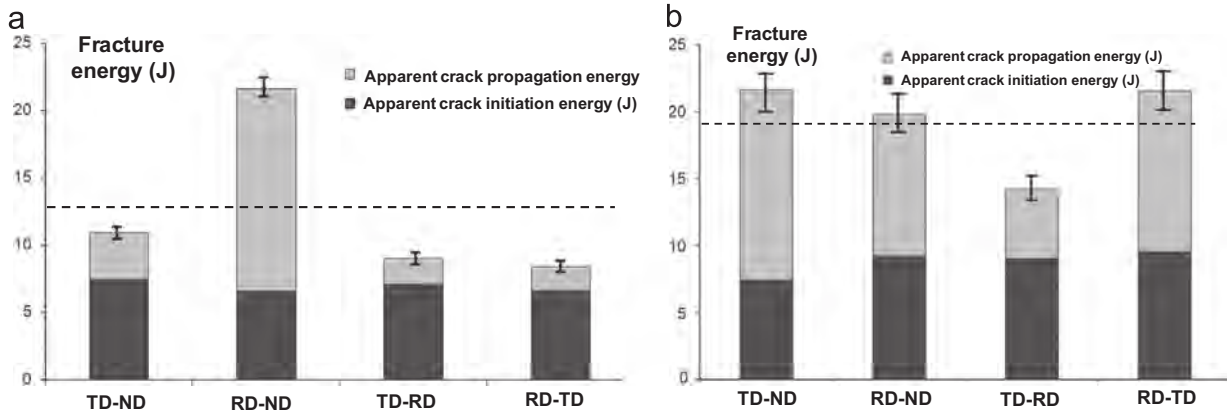 a
Fracture
energy (J)
Apparent crack propagation energy
Apparent crack initiation energy (J)
25
20
15
10
5
0
TD-ND RD-ND TD-RD RD-TD
b
Fracture
energy (J)
Apparent crack propagation energy (J)
Apparent crack initiation energy (J)
25
20
15
10
5
0
TD-ND RD-ND TD-RD RD-TD